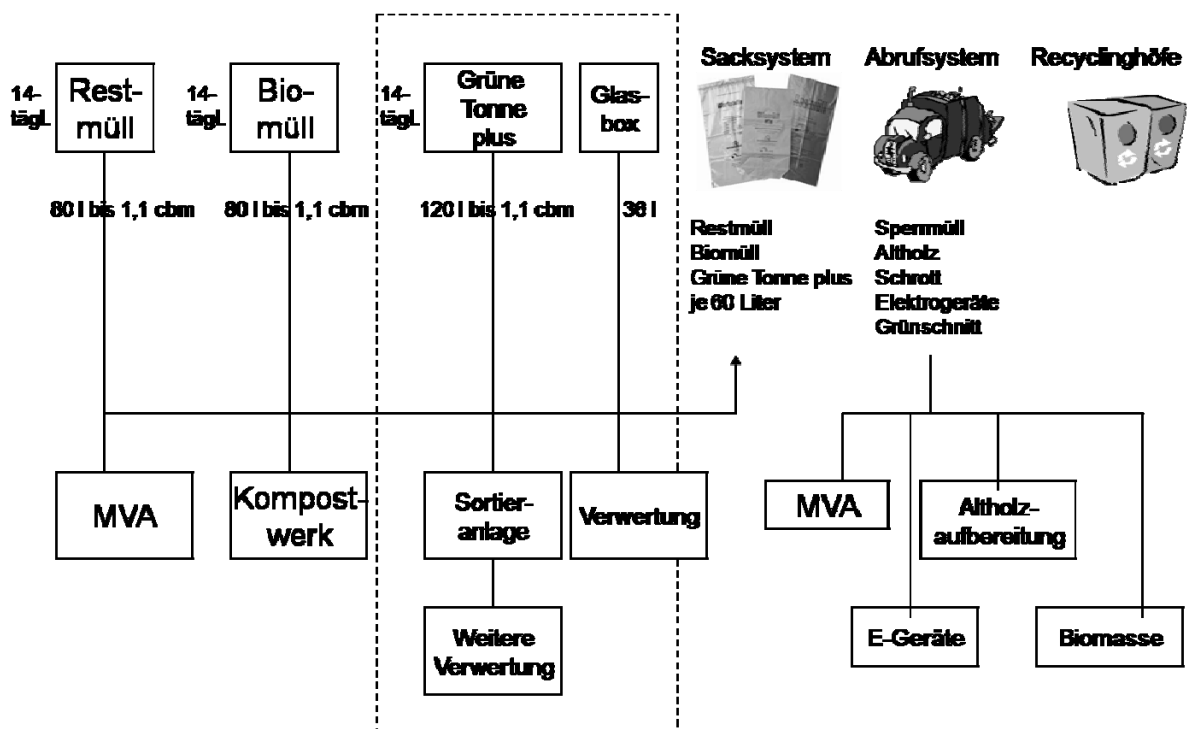 Sacksystem
Abrufsystem
Recyclinghöfe
14-
tägl.
Rest-
müll
14-
tägl.
Bio-
müll
14-
tägl.
Grüne
Tonne
plus
Glas-
box
80 l bis 1,1 cbm
80 l bis 1,1 cbm
120 l bis 1,1 cbm
36 l
Restmüll
Biomüll
Grüne Tonne plus
je 60 Liter
Sperrmüll
Altholz
Schrott
Elektrogeräte
Grünschnitt
MVA
Kompost-
werk
Sortier-
anlage
Verwertung
MVA
Altholz-
aufbereitung
Weitere
Verwertung
E-Geräte
Biomasse